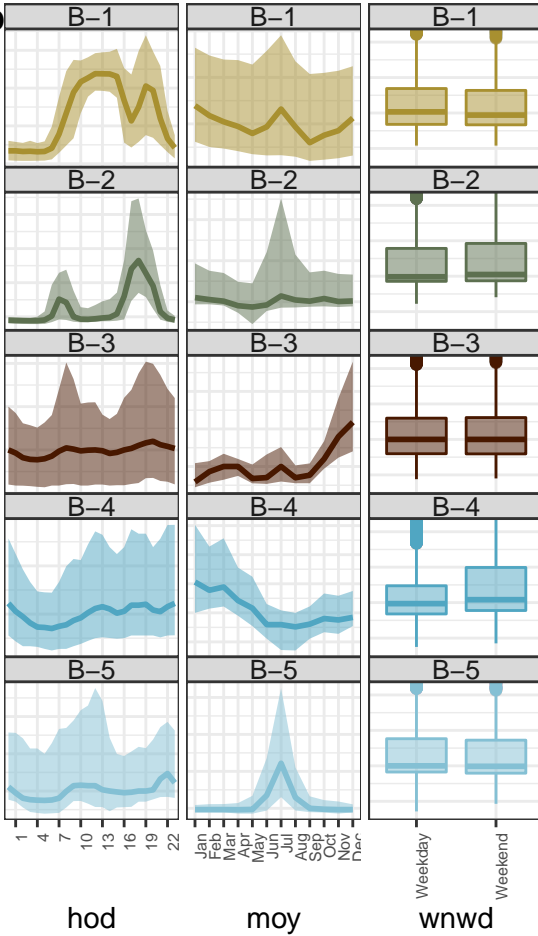 B−1 B−1 B−1
B−2 B−2 B−2
B−3 B−3 B−3
B−4 B−4 B−4
B−5 B−5 B−5
1 4 7 10 13 16 19 22 Jan Feb Mar Apr May Jun Jul Aug Sep Oct Nov Dec Weekday Weekend
hod moy wnwd